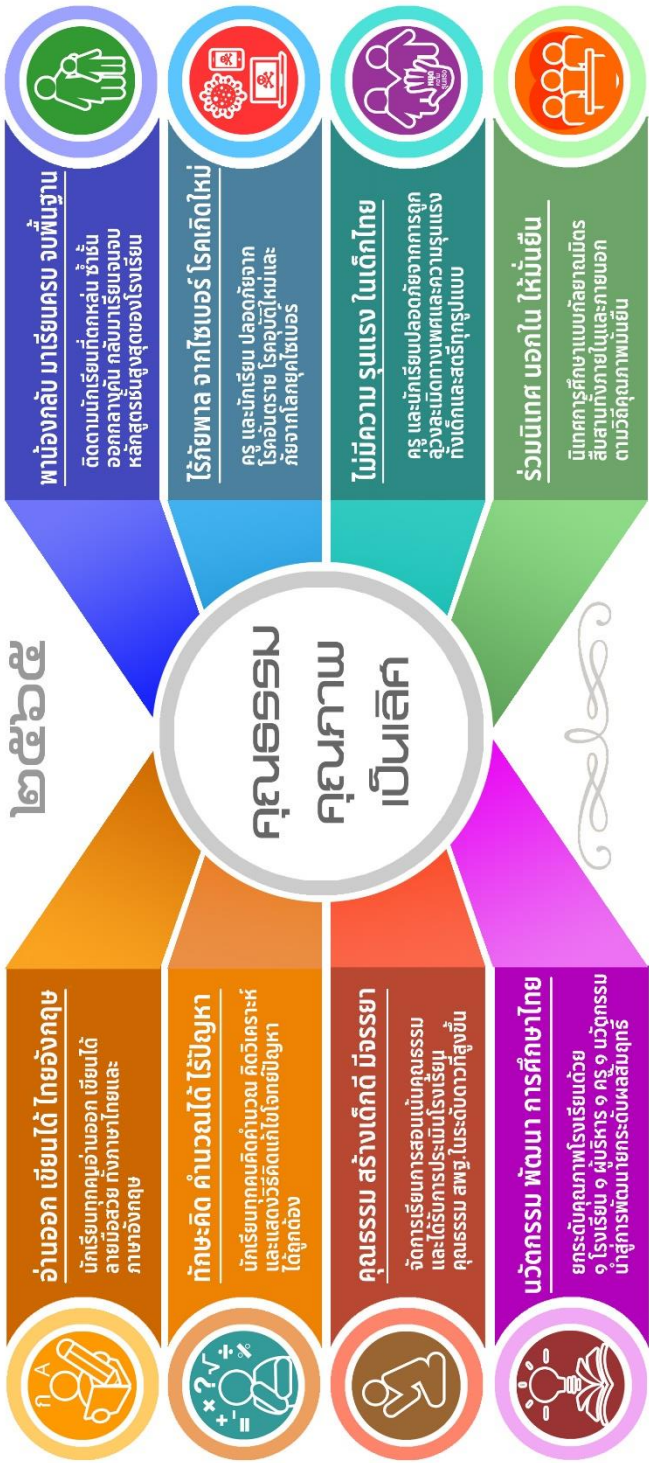 ๒๕๖๕
คุณธรรม
คุณภาพ
เป็นเลิศ
ก A
อ่านออก เขียนได้ ไทยอังกฤษ
นักเรียนทุกคนอ่านออก เขียนได้
ลายมือสวย ทั้งภาษาไทยและ
ภาษาอังกฤษ
+ - = × ? √ ÷ %
ทักษะคิด คำนวณได้ ไร้ปัญหา
นักเรียนทุกคนคิดคำนวณ คิดวิเคราะห์
และแสดงวิธีคิดแก้ไขโจทย์ปัญหา
ได้ถูกต้อง
คุณธรรม สร้างเด็กดี มีจรรยา
จัดการเรียนการสอนเน้นคุณธรรม
และได้รับการประเมินโรงเรียน
คุณธรรม สพฐ.ในระดับดาวที่สูงขึ้น
นวัตกรรม พัฒนา การศึกษาไทย
ยกระดับคุณภาพโรงเรียนด้วย
๑ โรงเรียน ๑ ผู้บริหาร ๑ ครู ๑ นวัตกรรม
นำสู่การพัฒนายกระดับผลสัมฤทธิ์
พาน้องกลับ มาเรียนครบ จบพื้นฐาน
ติดตามนักเรียนที่ตกหล่น ซ้ำชั้น
ออกกลางคัน กลับมาเรียนจนจบ
หลักสูตรชั้นสูงสุดของโรงเรียน
ไร้ภัยพาล จากไซเบอร์ โรคเกิดใหม่
ครู และนักเรียน ปลอดภัยจาก
โรคอันตราย โรคอุบัติใหม่และ
ภัยจากโลกยุคไซเบอร์
หยุด
รุนแรง
ไม่มีความ รุนแรง ในเด็กไทย
ครู และนักเรียนปลอดภัยจากการถูก
ล่วงละเมิดทางเพศและความรุนแรง
ทั้งเด็กและสตรีทุกรูปแบบ
ร่วมนิเทศ นอกใน ให้มั่นยืน
นิเทศการศึกษาแบบกัลยาณมิตร
สืบสานทั้งภายในและภายนอก
ตามวิถีคุณภาพมั่นยืน